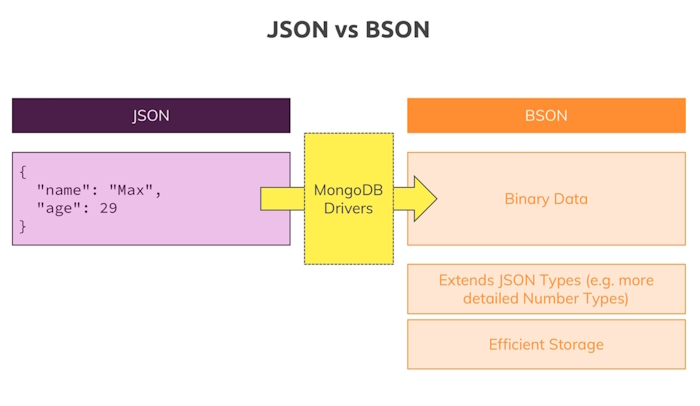 JSON vs BSON
JSON
{
  "name": "Max",
  "age": 29
}
MongoDB
Drivers
BSON
Binary Data
Extends JSON Types (e.g. more
detailed Number Types)
Efficient Storage